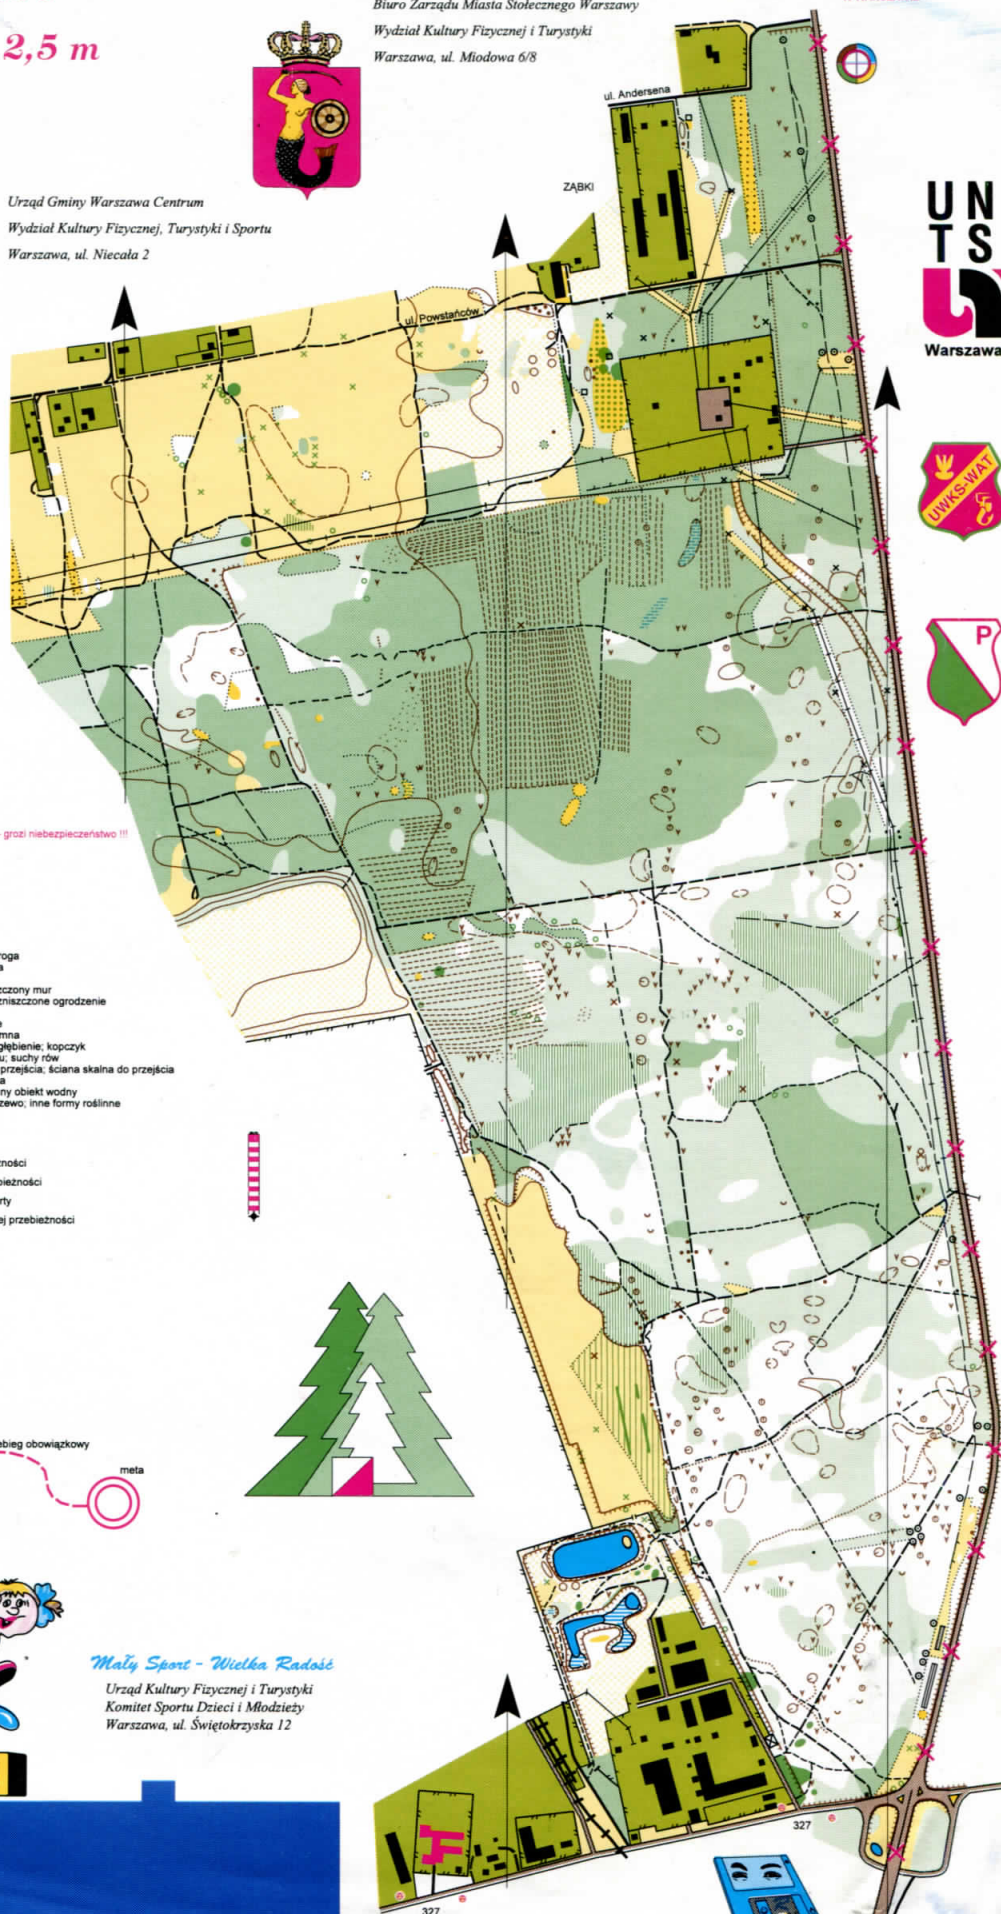 Biuro Zarządu Miasta Stołecznego Warszawy
Wydział Kultury Fizycznej i Turystyki
Warszawa, ul. Miodowa 6/8
2,5 m
Urząd Gminy Warszawa Centrum
Wydział Kultury Fizycznej, Turystyki i Sportu
Warszawa, ul. Niecała 2
ul. Andersena
ZĄBKI
ul. Powstańców
UN
TS
Warszawa
UWKS-WAT
P
grozi niebezpieczeństwo !!!
roga
a
zczony mur
zniszczone ogrodzenie
e
mna
głębienie; kopczyk
u; suchy rów
przejścia; ściana skalna do przejścia
a
ny obiekt wodny
zewo; inne formy roślinne
zności
bieżności
rty
ej przebieżności
ebieg obowiązkowy
meta
Mały Sport - Wielka Radość
Urząd Kultury Fizycznej i Turystyki
Komitet Sportu Dzieci i Młodzieży
Warszawa, ul. Świętokrzyska 12
327
327